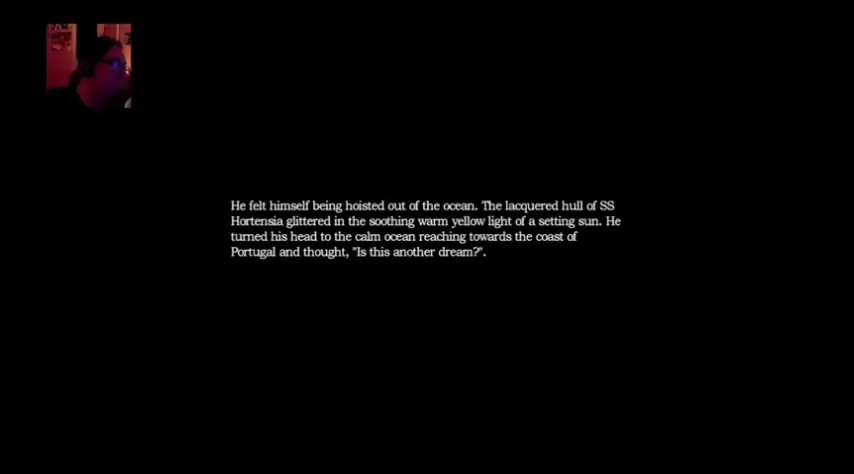 He felt himself being hoisted out of the ocean. The lacquered hull of SS
Hortensia glittered in the soothing warm yellow light of a setting sun. He
turned his head to the calm ocean reaching towards the coast of
Portugal and thought, "Is this another dream?".